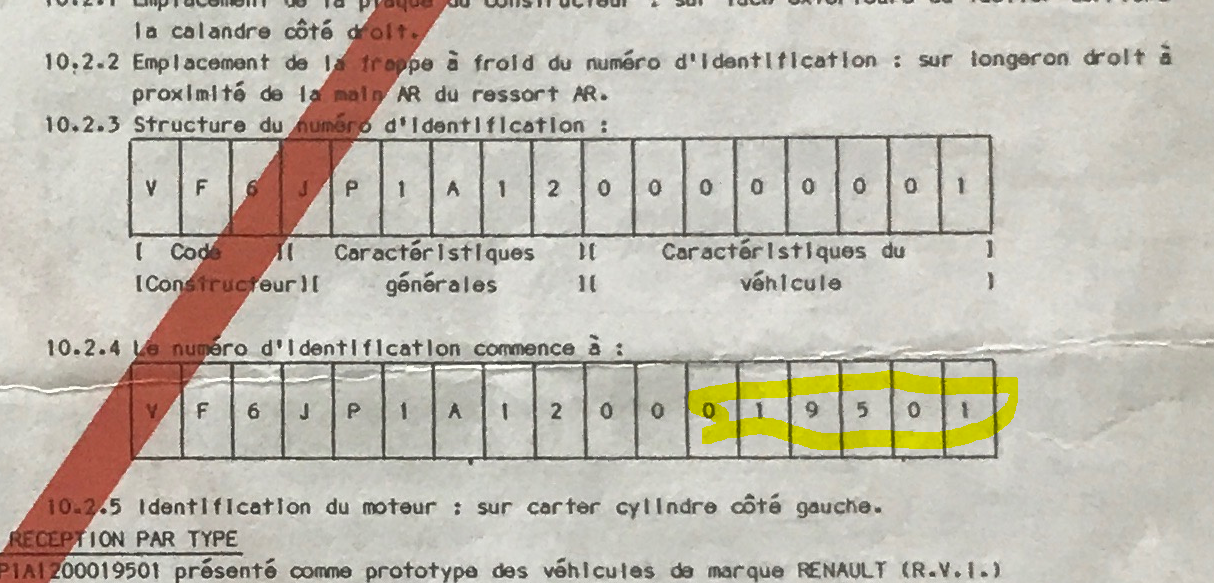 la calandre côté droit.
10.2.2 Emplacement de la frappe à froid du numéro d'identification : sur longeron droit à
proximité de la main AR du ressort AR.
10.2.3 Structure du numéro d'identification :
V F 6 J P 1 A 1 2 0 0 0 0 0 0 0 1
[ Code ][ Caractéristiques ][ Caractéristiques du ]
[Constructeur][ générales ][ véhicule ]
10.2.4 Le numéro d'identification commence à :
V F 6 J P 1 A 1 2 0 0 0 1 9 5 0 1
10.2.5 Identification du moteur : sur carter cylindre côté gauche.
RECEPTION PAR TYPE
P1A1200019501 présenté comme prototype des véhicules de marque RENAULT (R.V.I.)